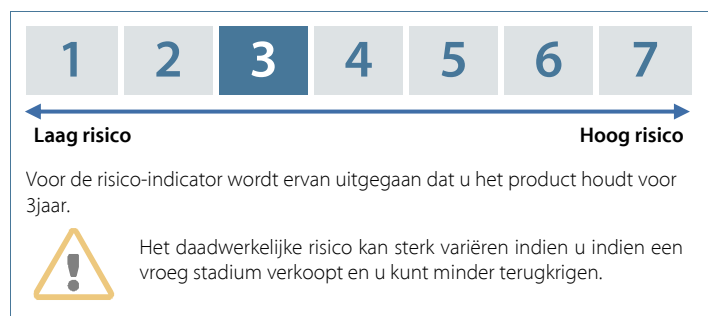 1 2 3 4 5 6 7
Laag risico Hoog risico
Voor de risico-indicator wordt ervan uitgegaan dat u het product houdt voor
3jaar.
Het daadwerkelijke risico kan sterk variëren indien u indien een
vroeg stadium verkoopt en u kunt minder terugkrigen.